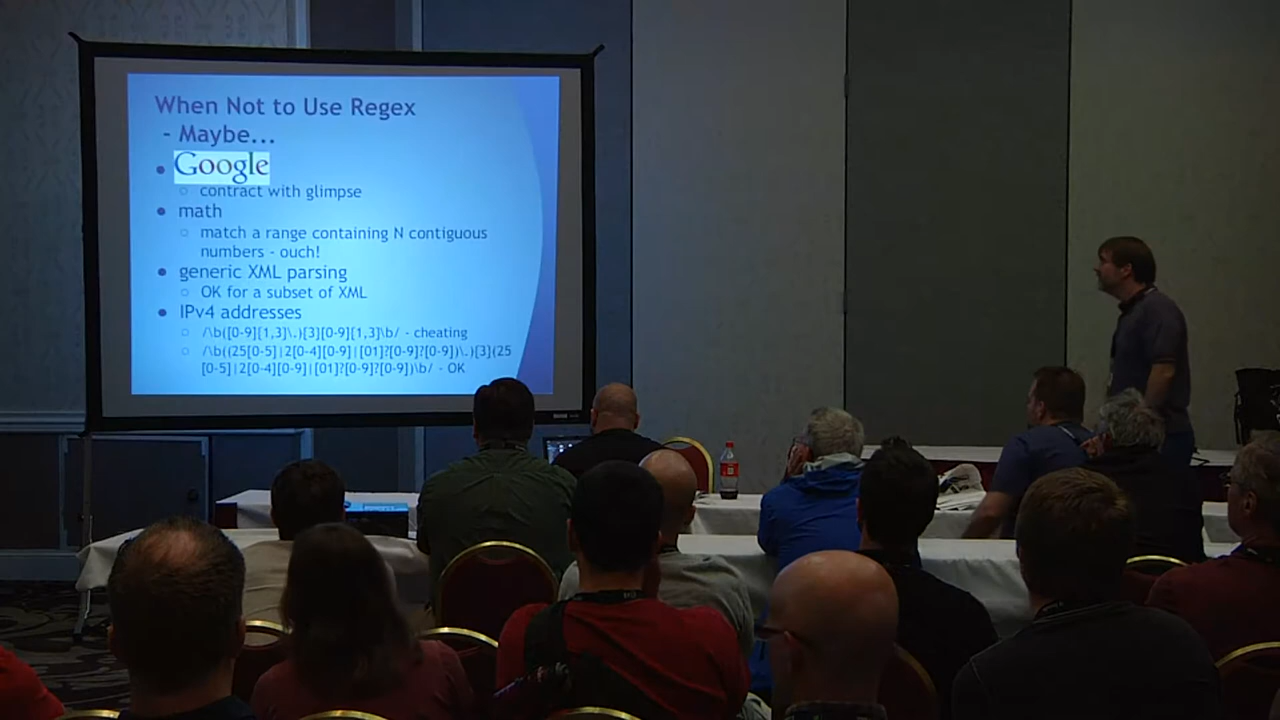 When Not to Use Regex
- Maybe...
• Google
○ contract with glimpse
• math
○ match a range containing N contiguous
numbers - ouch!
• generic XML parsing
○ OK for a subset of XML
• IPv4 addresses
○ /\b([0-9][1,3]\.)[3][0-9][1,3]\b/ - cheating
○ /\b((25[0-5]|2[0-4][0-9]|[01]?[0-9]?[0-9])\.)[3](25
[0-5]|2[0-4][0-9]|[01]?[0-9]?[0-9])\b/ - OK